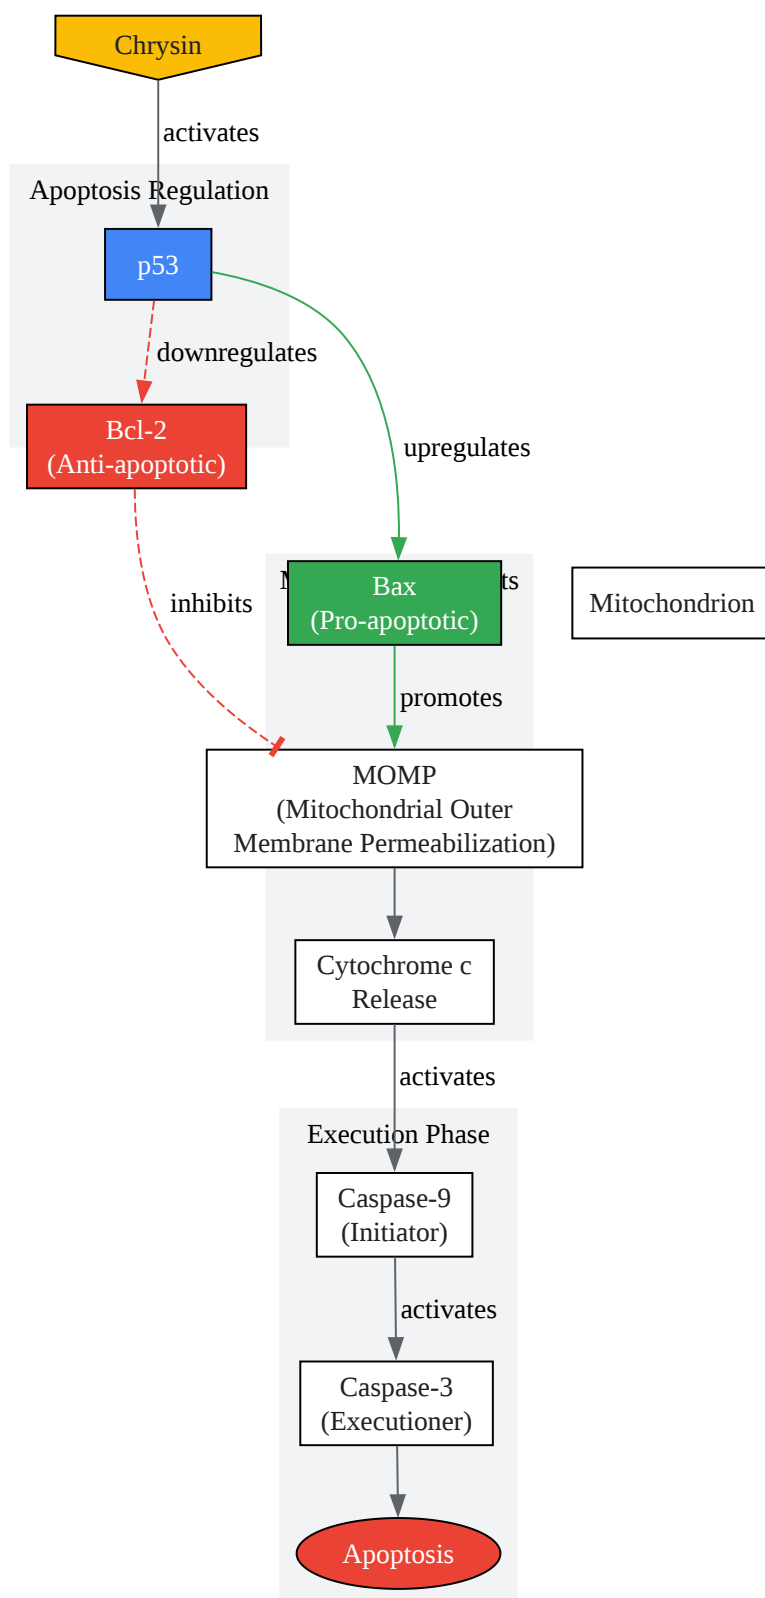 Chrysin
activates
Apoptosis Regulation
p53
downregulates
Bcl-2
(Anti-apoptotic)
upregulates
inhibits
Bax
(Pro-apoptotic)
Mitochondrion
promotes
MOMP
(Mitochondrial Outer
Membrane Permeabilization)
Cytochrome c
Release
activates
Execution Phase
Caspase-9
(Initiator)
activates
Caspase-3
(Executioner)
Apoptosis